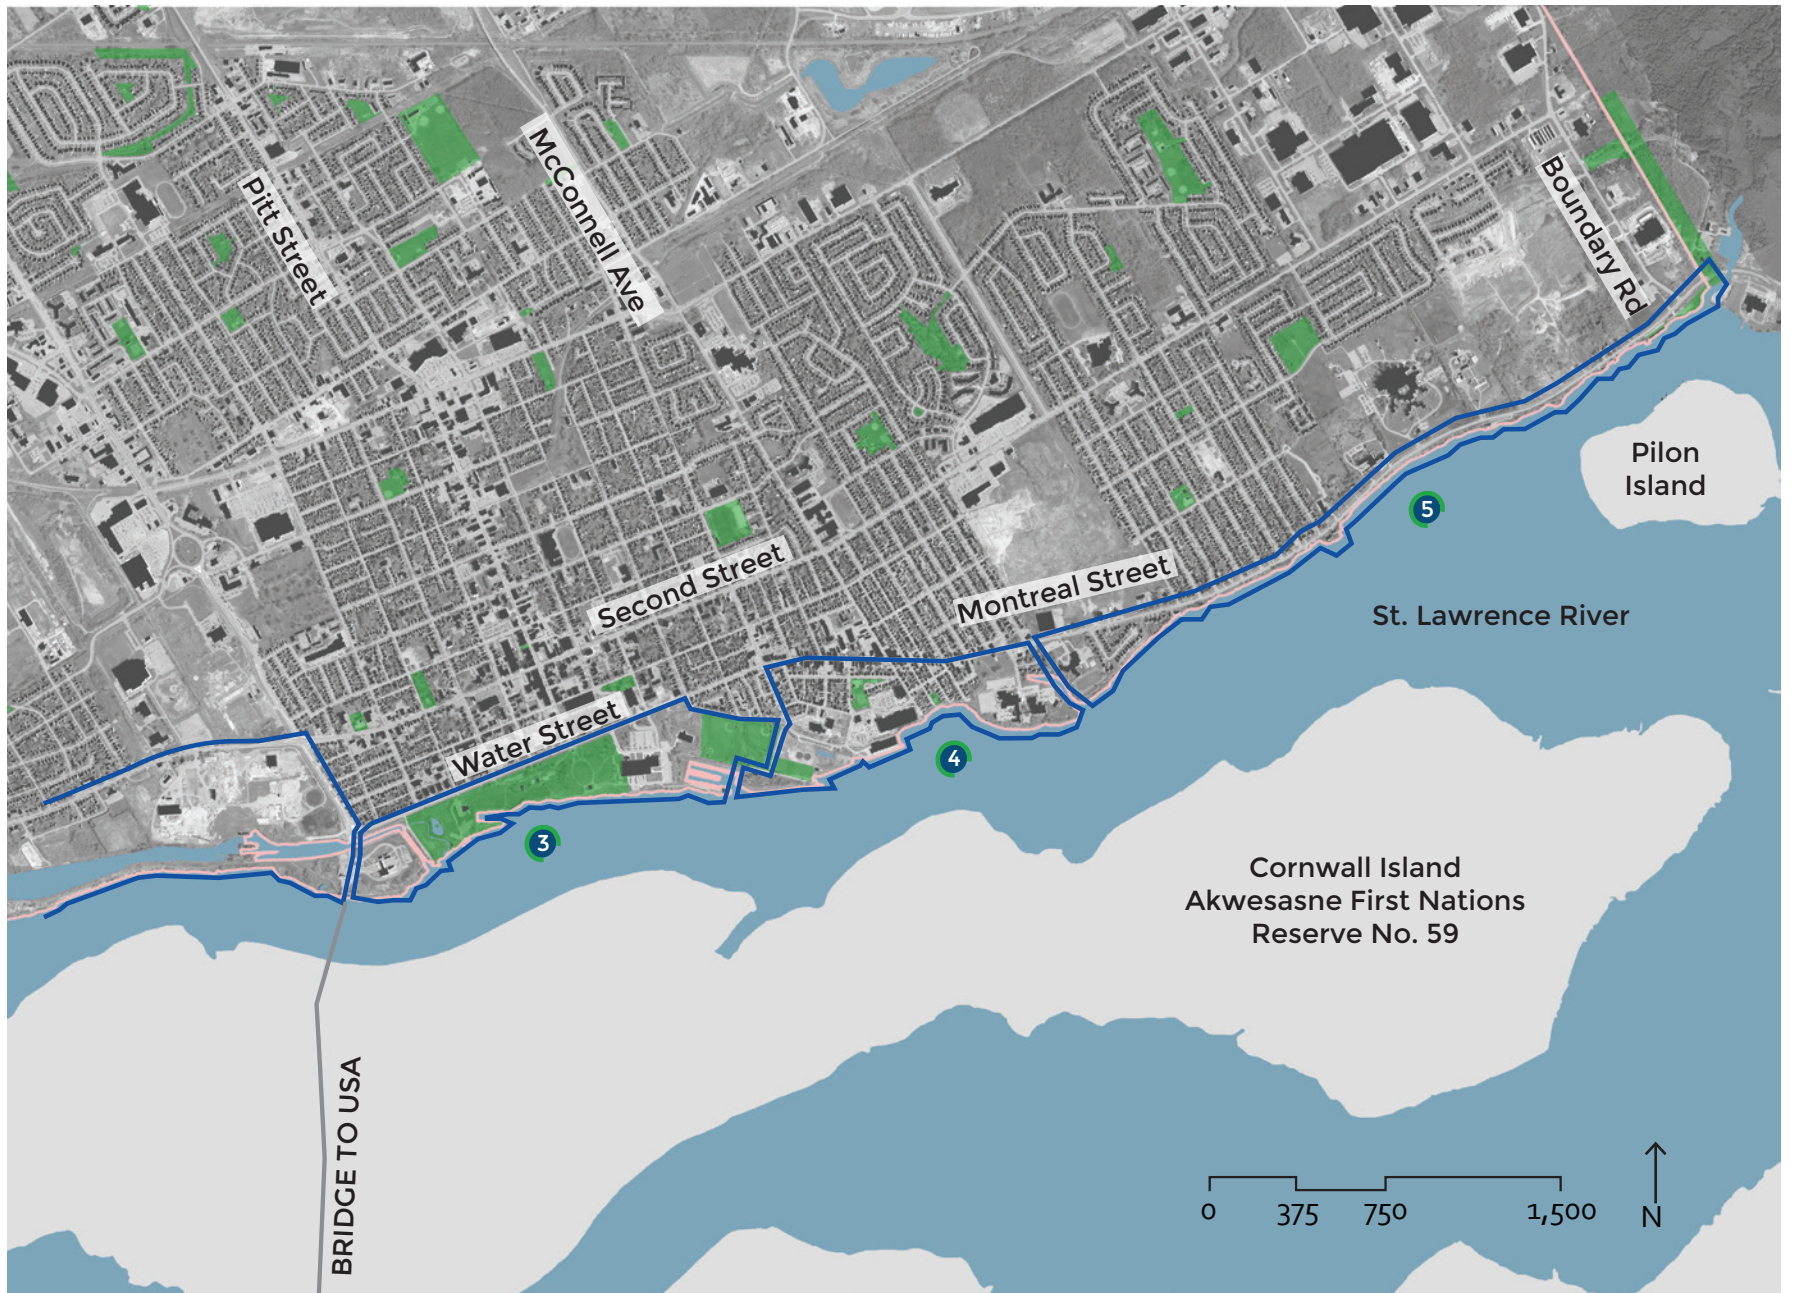 McConnell Ave
Pitt Street
Boundary Rd
Pilon
Island
5
Second Street
Montreal Street
St. Lawrence River
Water Street
4
3
Cornwall Island
Akwesasne First Nations
Reserve No. 59
BRIDGE TO USA
0 375 750 1,500
N